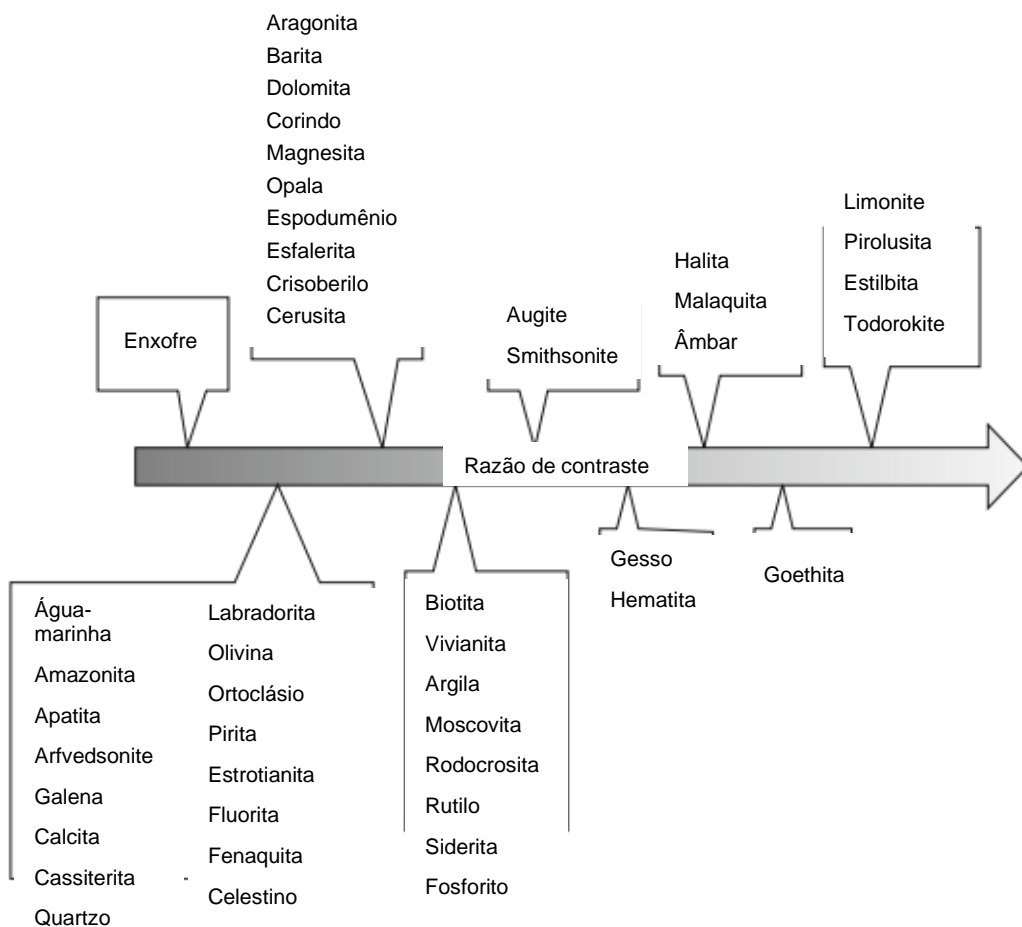 Aragonita
Barita
Dolomita
Corindo
Magnesita
Opala
Espodumênio
Esfalerita
Crisoberilo
Cerusita
Enxofre
Augite
Smithsonite
Halita
Malaquita
Âmbar
Limonite
Pirolusita
Estilbita
Todorokite
Razão de contraste
Água-
marinha
Amazonita
Apatita
Arfvedsonite
Galena
Calcita
Cassiterita
Quartzo
Labradorita
Olivina
Ortoclásio
Pirita
Estrotianita
Fluorita
Fenaquita
Celestino
Biotita
Vivianita
Argila
Moscovita
Rodocrosita
Rutilo
Siderita
Fosforito
Gesso
Hematita
Goethita